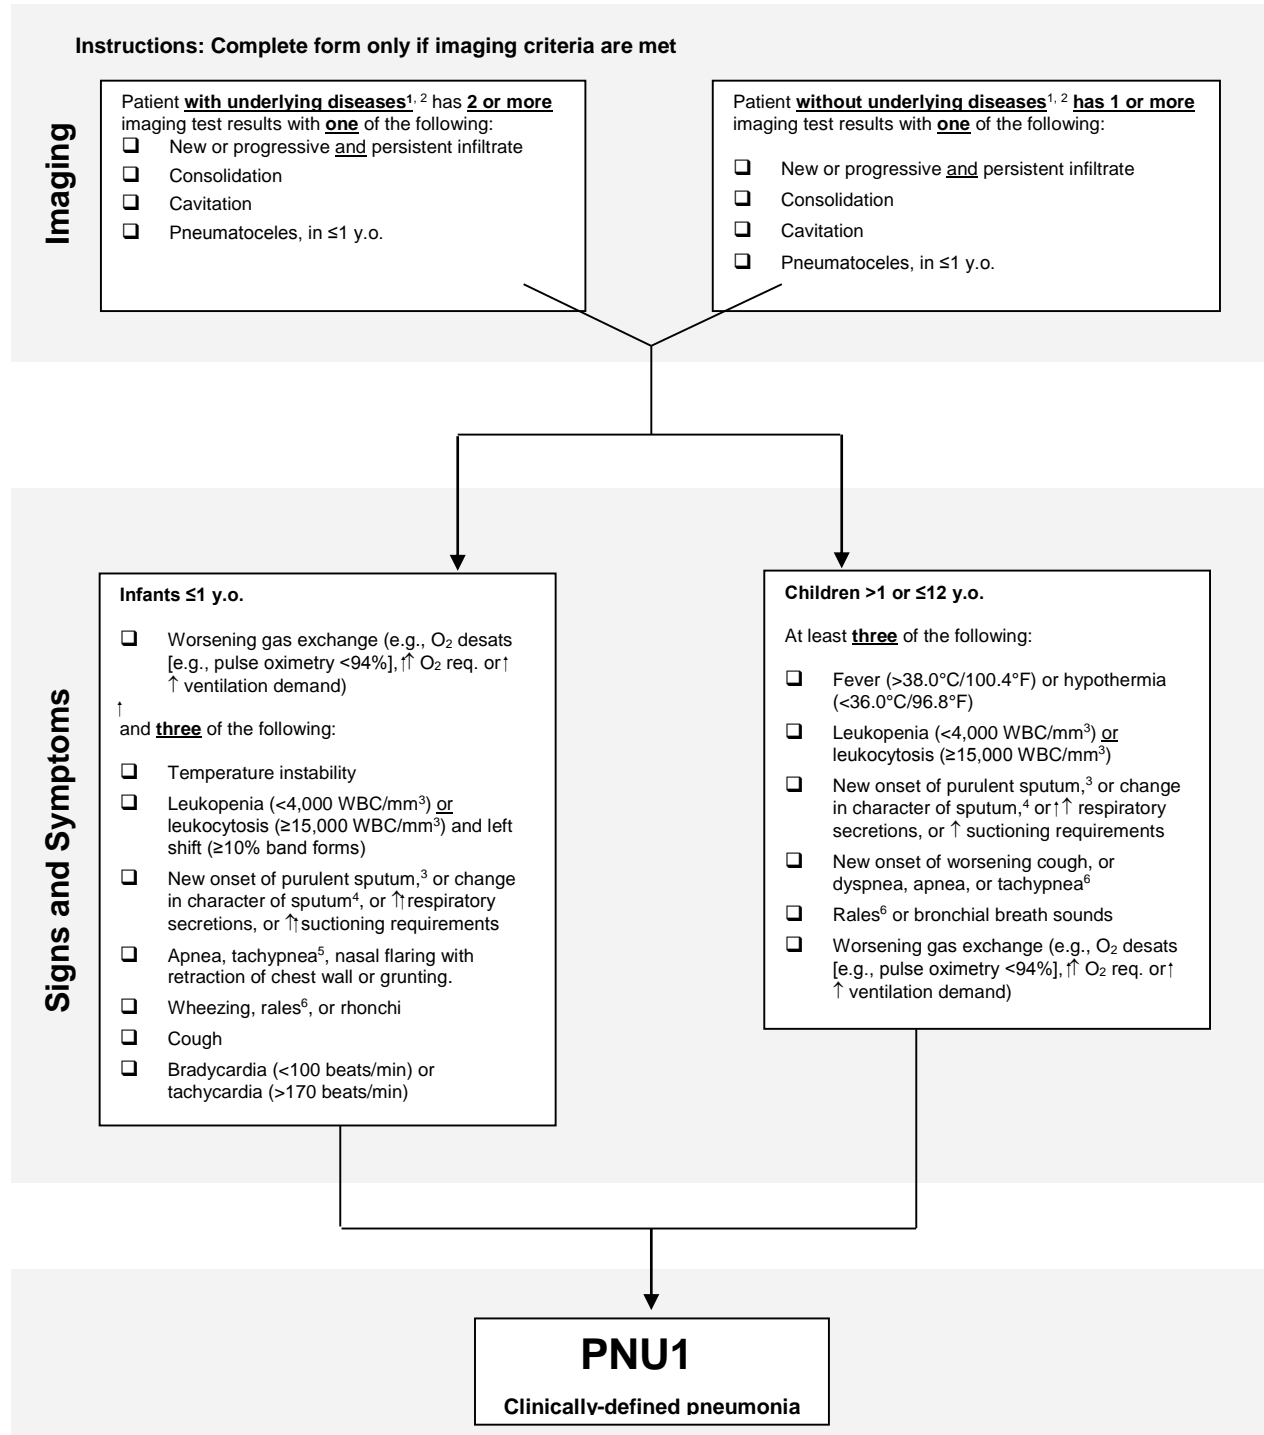 Instructions: Complete form only if imaging criteria are met
Imaging
Patient with underlying diseases¹, ² has 2 or more
imaging test results with one of the following:
❑ New or progressive and persistent infiltrate
❑ Consolidation
❑ Cavitation
❑ Pneumatoceles, in ≤1 y.o.
Patient without underlying diseases¹, ² has 1 or more
imaging test results with one of the following:
❑ New or progressive and persistent infiltrate
❑ Consolidation
❑ Cavitation
❑ Pneumatoceles, in ≤1 y.o.
Signs and Symptoms
Infants ≤1 y.o.
❑ Worsening gas exchange (e.g., O₂ desats
[e.g., pulse oximetry <94%], ↑↑ O₂ req. or↑
↑ ventilation demand)
↑
and three of the following:
❑ Temperature instability
❑ Leukopenia (<4,000 WBC/mm³) or
leukocytosis (≥15,000 WBC/mm³) and left
shift (≥10% band forms)
❑ New onset of purulent sputum,³ or change
in character of sputum⁴, or ↑↑respiratory
secretions, or ↑↑suctioning requirements
❑ Apnea, tachypnea⁵, nasal flaring with
retraction of chest wall or grunting.
❑ Wheezing, rales⁶, or rhonchi
❑ Cough
❑ Bradycardia (<100 beats/min) or
tachycardia (>170 beats/min)
Children >1 or ≤12 y.o.
At least three of the following:
❑ Fever (>38.0°C/100.4°F) or hypothermia
(<36.0°C/96.8°F)
❑ Leukopenia (<4,000 WBC/mm³) or
leukocytosis (≥15,000 WBC/mm³)
❑ New onset of purulent sputum,³ or change
in character of sputum,⁴ or↑↑ respiratory
secretions, or ↑ suctioning requirements
❑ New onset of worsening cough, or
dyspnea, apnea, or tachypnea⁶
❑ Rales⁶ or bronchial breath sounds
❑ Worsening gas exchange (e.g., O₂ desats
[e.g., pulse oximetry <94%], ↑↑ O₂ req. or↑
↑ ventilation demand)
PNU1
Clinically-defined pneumonia